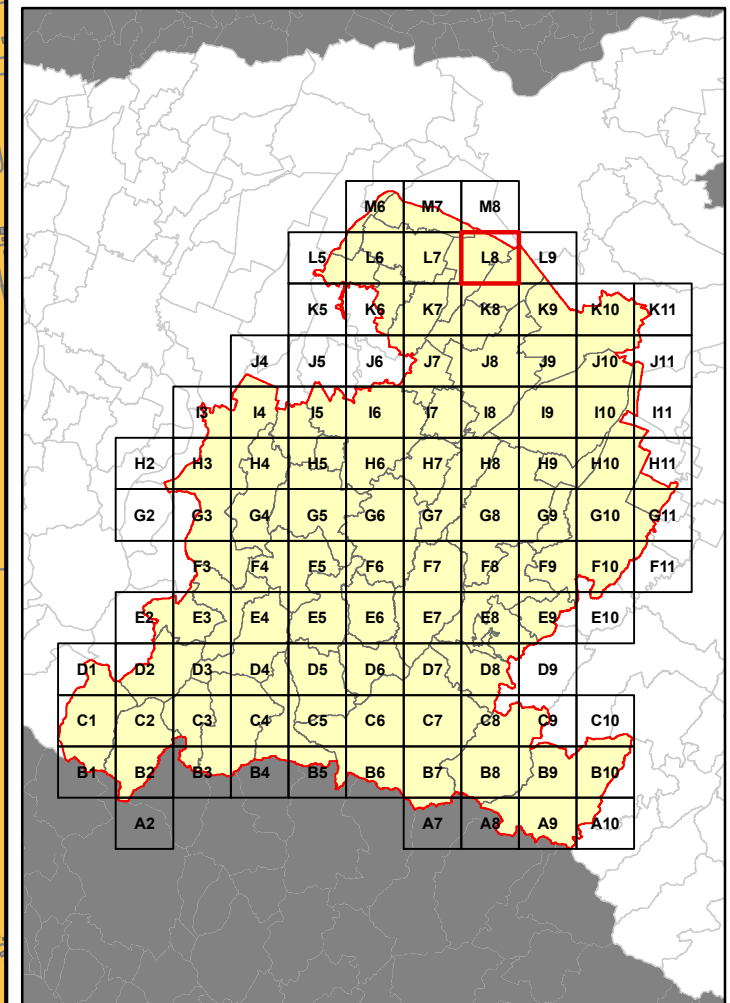 M6 M7 M8
L5 L6 L7 L8 L9
K5 K6 K7 K8 K9 K10 K11
J4 J5 J6 J7 J8 J9 J10 J11
I3 I4 I5 I6 I7 I8 I9 I10 I11
H2 H3 H4 H5 H6 H7 H8 H9 H10 H11
G2 G3 G4 G5 G6 G7 G8 G9 G10 G11
F3 F4 F5 F6 F7 F8 F9 F10 F11
E2 E3 E4 E5 E6 E7 E8 E9 E10
D1 D2 D3 D4 D5 D6 D7 D8 D9
C1 C2 C3 C4 C5 C6 C7 C8 C9 C10
B1 B2 B3 B4 B5 B6 B7 B8 B9 B10
A2 A7 A8 A9 A10